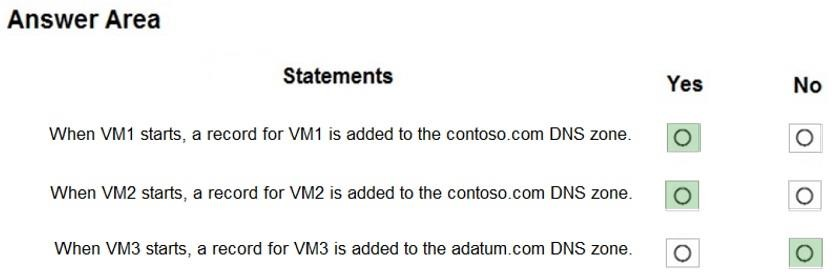 Answer Area
Statements Yes No
When VM1 starts, a record for VM1 is added to the contoso.com DNS zone.
When VM2 starts, a record for VM2 is added to the contoso.com DNS zone.
When VM3 starts, a record for VM3 is added to the adatum.com DNS zone.